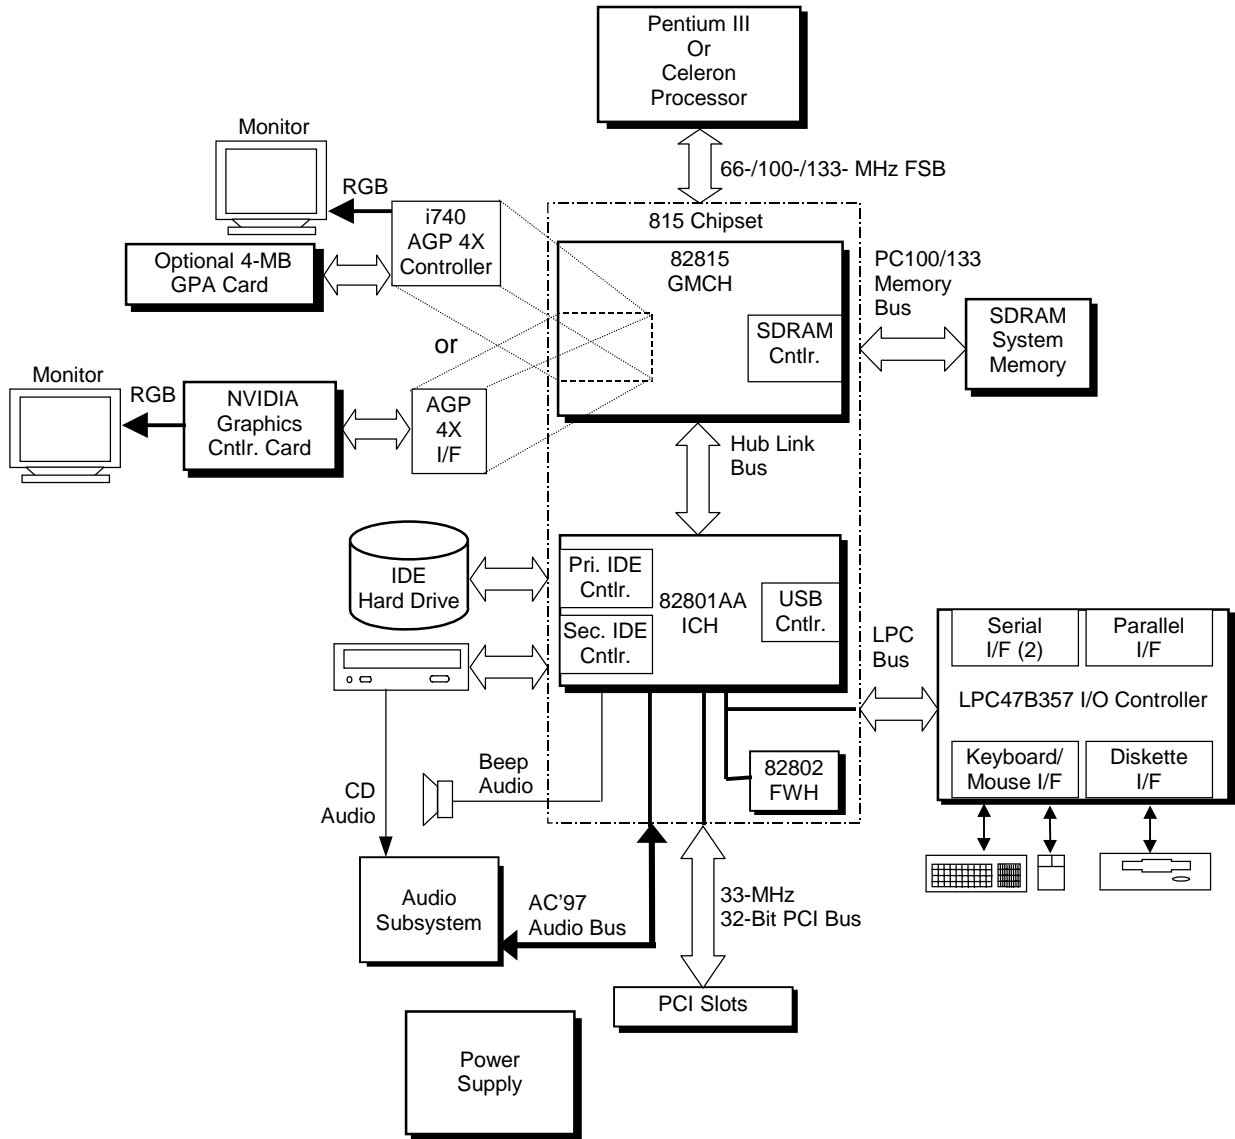 Pentium III
Or
Celeron
Processor
66-/100-/133- MHz FSB
Monitor
RGB
i740
AGP 4X
Controller
Optional 4-MB
GPA Card
815 Chipset
82815
GMCH
SDRAM
Cntlr.
PC100/133
Memory
Bus
SDRAM
System
Memory
or
Monitor
RGB
NVIDIA
Graphics
Cntlr. Card
AGP
4X
I/F
Hub Link
Bus
IDE
Hard Drive
Pri. IDE
Cntlr.
Sec. IDE
Cntlr.
82801AA
ICH
USB
Cntlr.
LPC
Bus
Serial
I/F (2)
Parallel
I/F
LPC47B357 I/O Controller
Keyboard/
Mouse I/F
Diskette
I/F
82802
FWH
Beep
Audio
CD
Audio
Audio
Subsystem
AC'97
Audio Bus
33-MHz
32-Bit PCI Bus
PCI Slots
Power
Supply